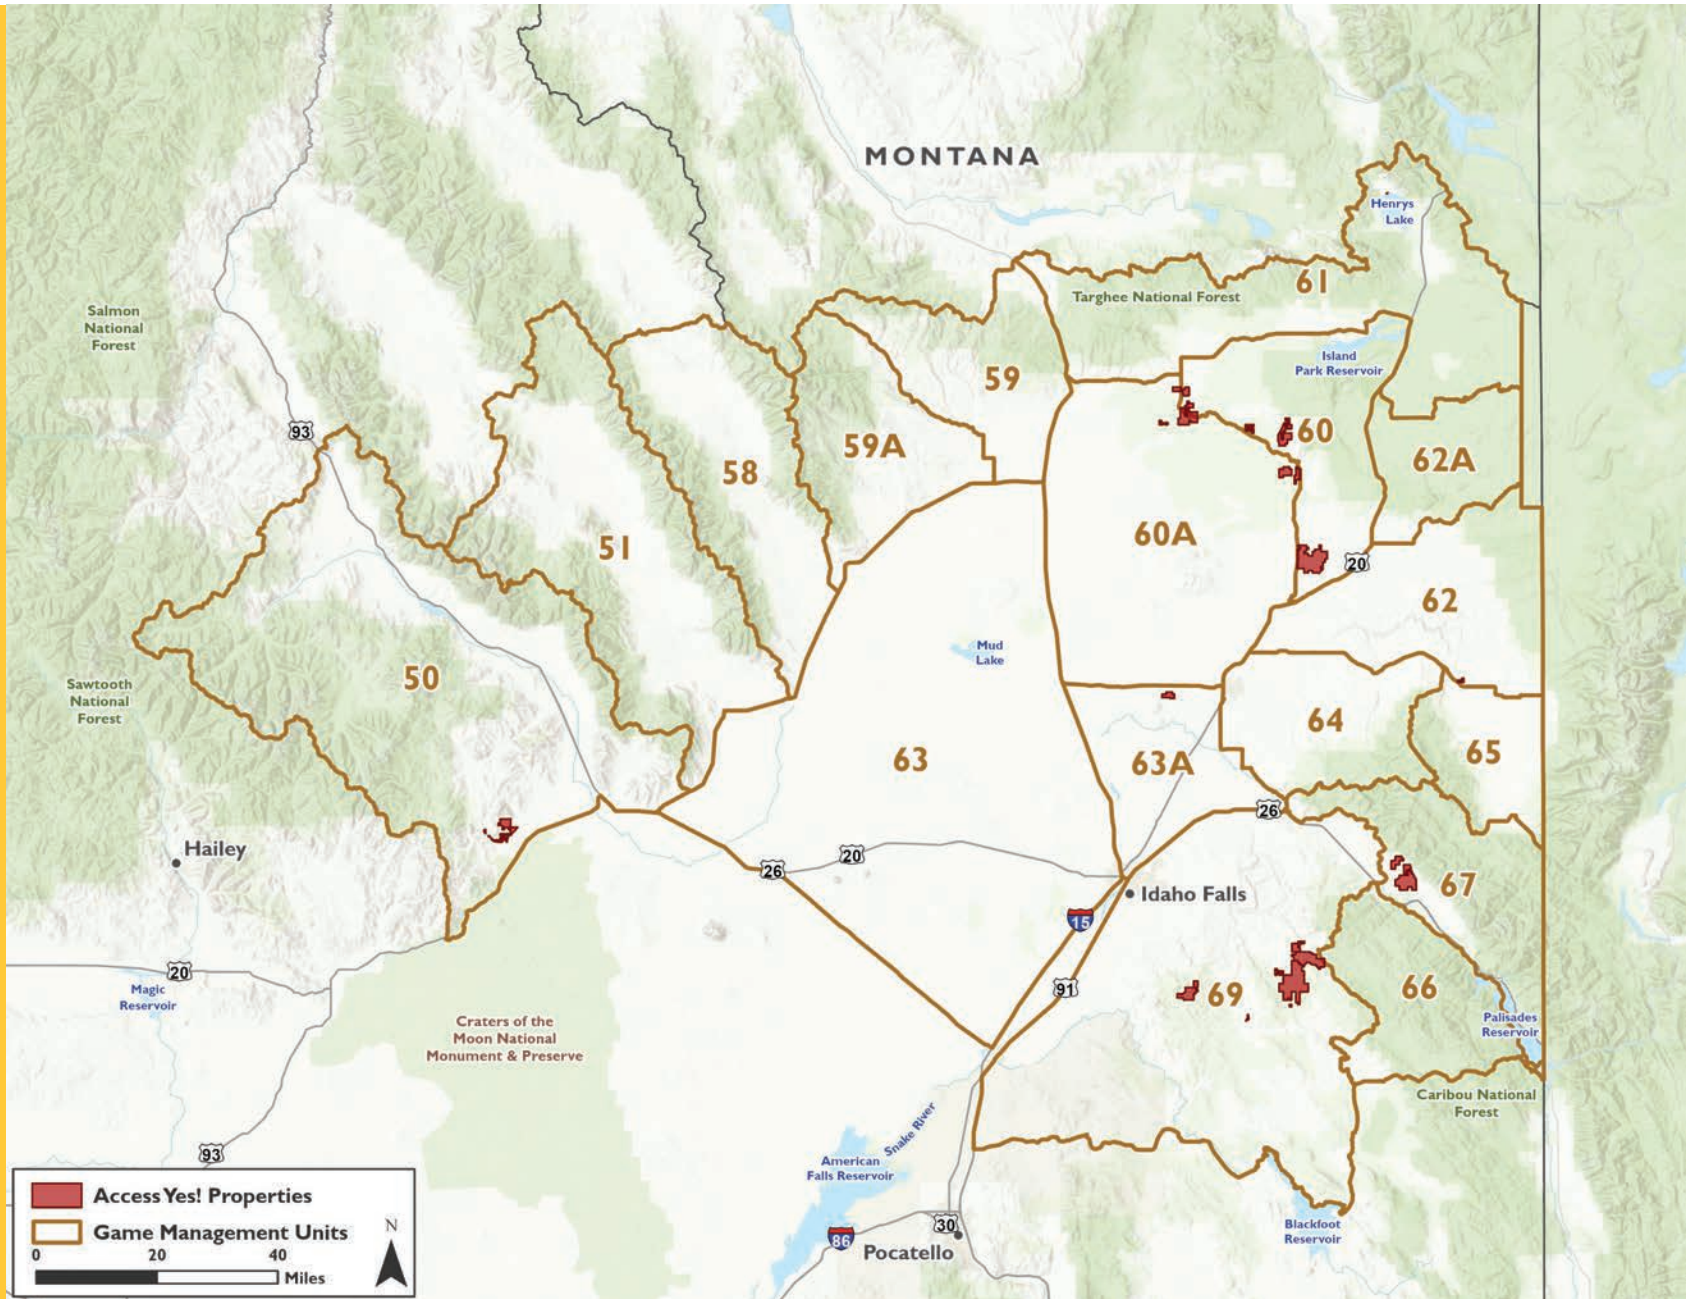 MONTANA
Henrys
Lake
61
Targhee National Forest
Salmon
National
Forest
Island
Park Reservoir
59
93
60
59A
62A
58
60A
51
20
62
Mud
Lake
50
Sawtooth
National
Forest
64
65
63
63A
26
Hailey
20
26
67
Idaho Falls
15
20
91
69
66
Magic
Reservoir
Craters of the
Moon National
Monument & Preserve
Palisades
Reservoir
Caribou National
Forest
Snake River
93
American
Falls Reservoir
30
86
Pocatello
Blackfoot
Reservoir
Access Yes! Properties
Game Management Units
N
0 20 40
Miles